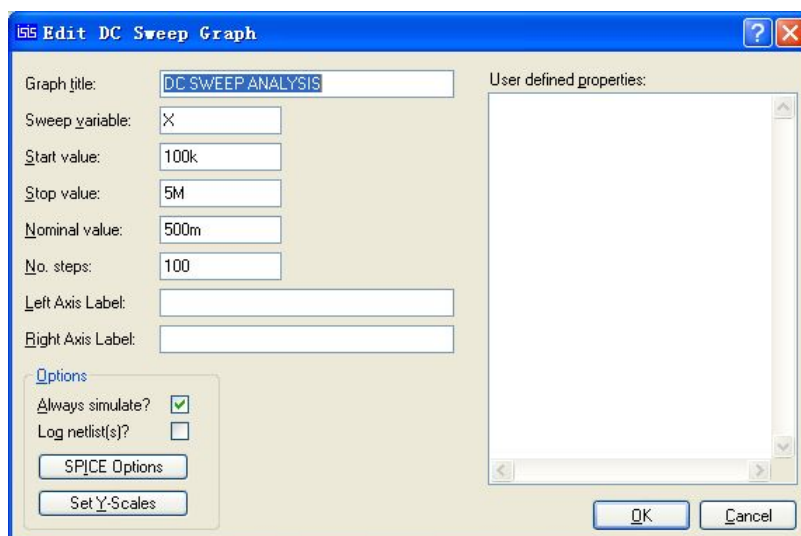 isis Edit DC Sweep Graph
Graph title: DC SWEEP ANALYSIS
User defined properties:
Sweep variable: X
Start value: 100k
Stop value: 5M
Nominal value: 500m
No. steps: 100
Left Axis Label:
Right Axis Label:
Options
Always simulate?
Log netlist(s)?
SPICE Options
Set Y-Scales
OK Cancel